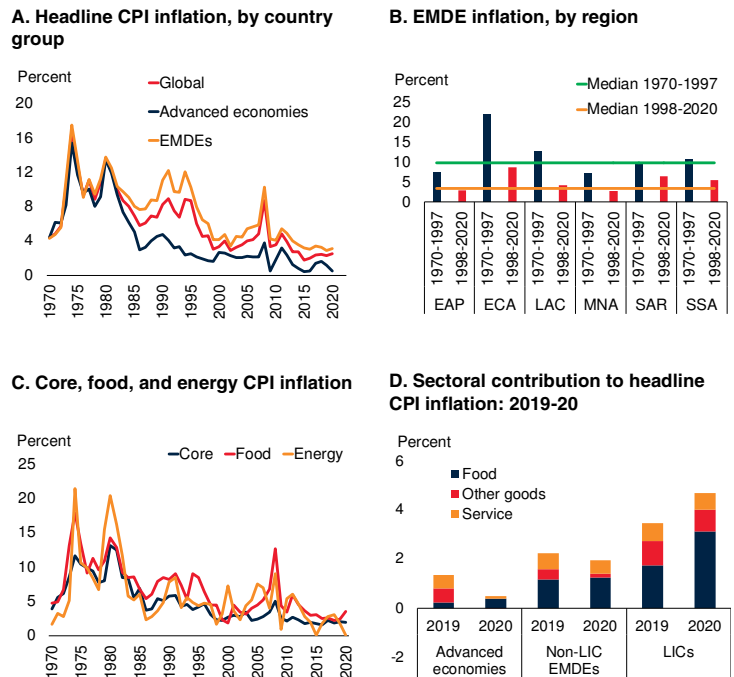 A. Headline CPI inflation, by country
group
Percent
Global
Advanced economies
EMDEs
20
16
12
8
4
0
1970
1975
1980
1985
1990
1995
2000
2005
2010
2015
2020
B. EMDE inflation, by region
Percent
Median 1970-1997
Median 1998-2020
25
20
15
10
5
0
1970-1997
1998-2020
1970-1997
1998-2020
1970-1997
1998-2020
1970-1997
1998-2020
1970-1997
1998-2020
1970-1997
1998-2020
EAP ECA LAC MNA SAR SSA
C. Core, food, and energy CPI inflation
Percent
Core Food Energy
25
20
15
10
5
0
1970
1975
1980
1985
1990
1995
2000
2005
2010
2015
2020
D. Sectoral contribution to headline
CPI inflation: 2019-20
Percent
Food
Other goods
Service
6
4
2
0
-2
2019 2020 2019 2020 2019 2020
Advanced Non-LIC LICs
economies EMDEs